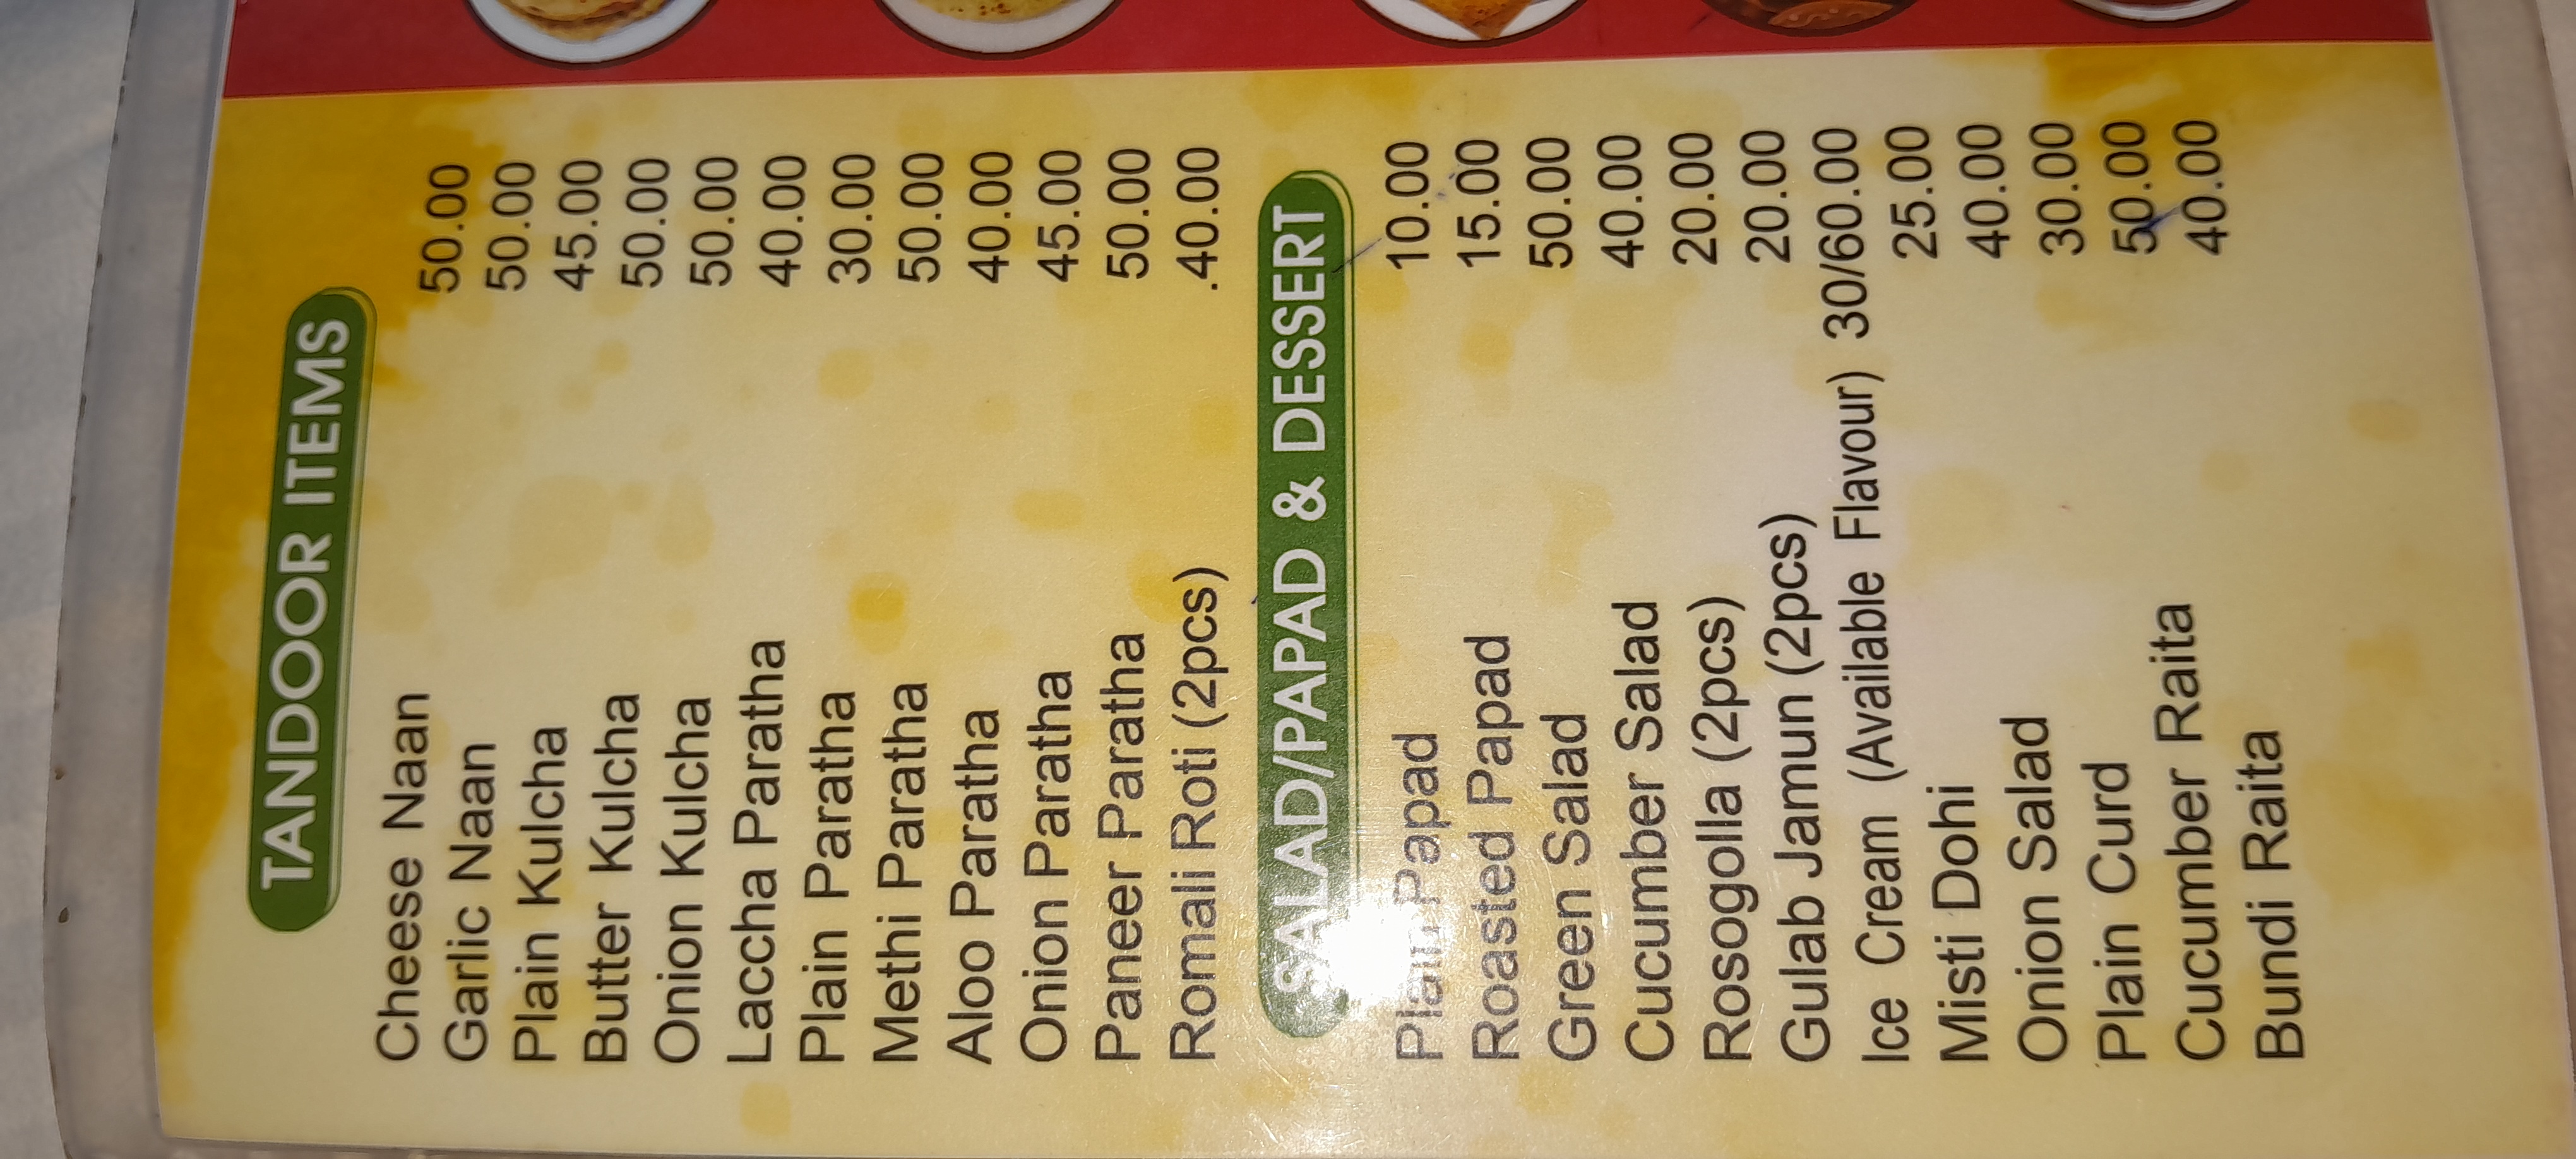 TANDOOR ITEMS
Cheese Naan 50.00
Garlic Naan 50.00
Plain Kulcha 45.00
Butter Kulcha 50.00
Onion Kulcha 50.00
Laccha Paratha 40.00
Plain Paratha 30.00
Methi Paratha 50.00
Aloo Paratha 40.00
Onion Paratha 45.00
Paneer Paratha 50.00
Romali Roti (2pcs) .40.00
SALAD/PAPAD & DESSERT
Plain Papad 10.00
Roasted Papad 15.00
Green Salad 50.00
Cucumber Salad 40.00
Rosogolla (2pcs) 20.00
Gulab Jamun (2pcs) 20.00
Ice Cream (Available Flavour) 30/60.00
Misti Dohi 25.00
Onion Salad 40.00
Plain Curd 30.00
Cucumber Raita 50.00
Bundi Raita 40.00